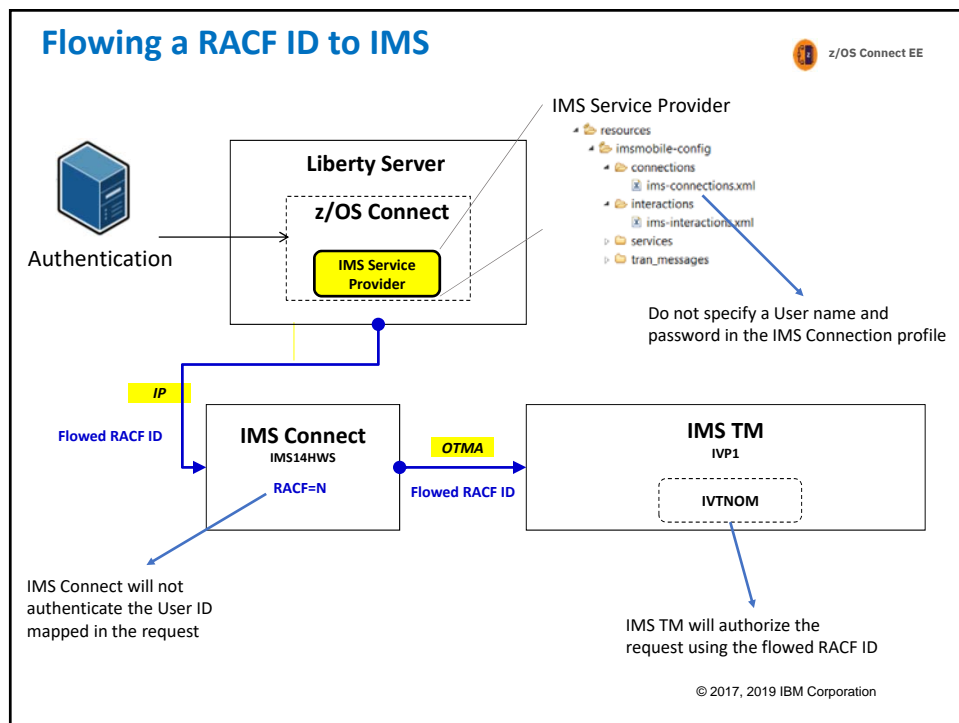 Flowing a RACF ID to IMS
z/OS Connect EE
IMS Service Provider
resources
imsmobile-config
connections
ims-connections.xml
interactions
ims-interactions.xml
services
tran_messages
Liberty Server
z/OS Connect
IMS Service
Provider
Authentication
Do not specify a User name and
password in the IMS Connection profile
IP
Flowed RACF ID
IMS Connect
IMS14HWS
RACF=N
OTMA
Flowed RACF ID
IMS TM
IVP1
IVTNOM
IMS Connect will not
authenticate the User ID
mapped in the request
IMS TM will authorize the
request using the flowed RACF ID
© 2017, 2019 IBM Corporation